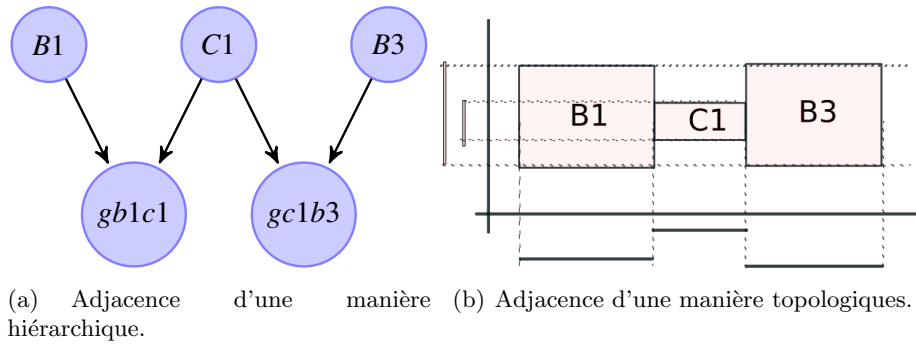 B1 C1 B3
gb1c1 gc1b3
B1 C1 B3
(a) Adjacence d'une manière hiérarchique.
(b) Adjacence d'une manière topologiques.